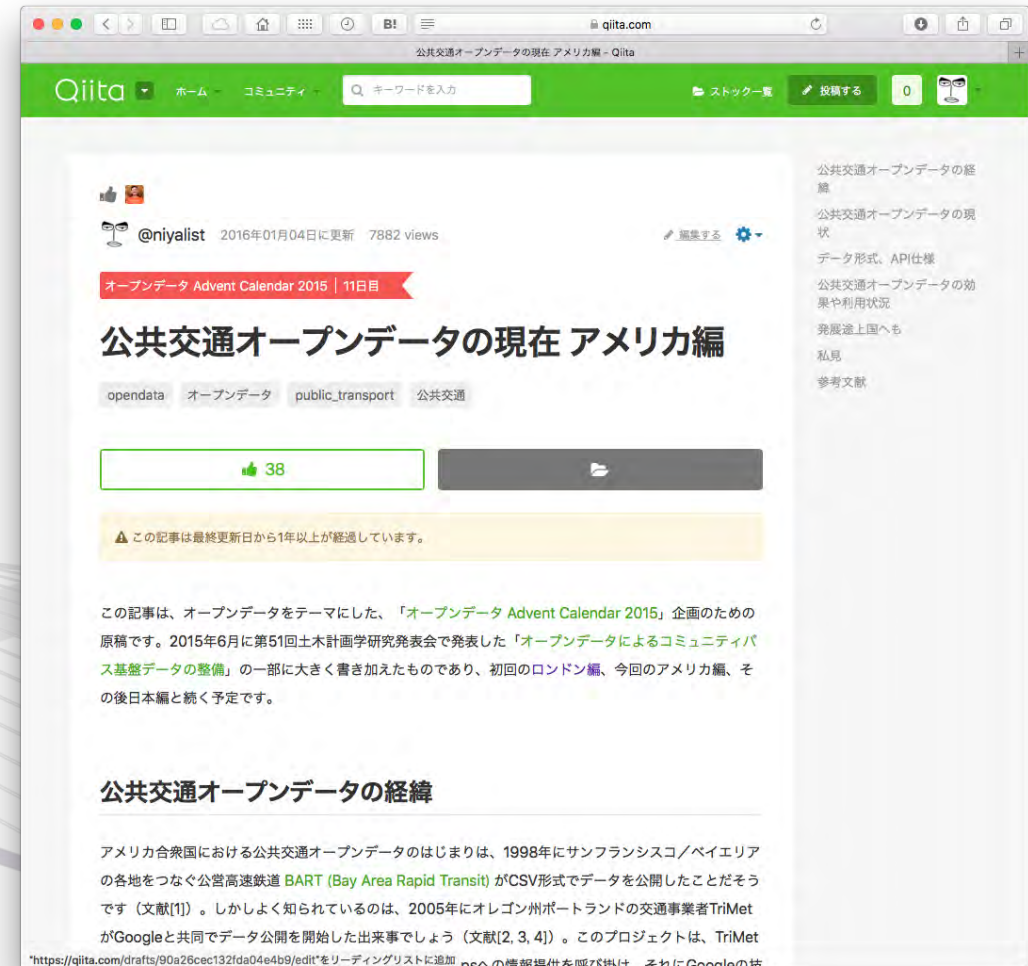 B!
qiita.com
公共交通オープンデータの現在 アメリカ編 - Qiita
Qiita
ホーム
コミュニティ
キーワードを入力
ストック一覧
投稿する
0
@niyalist 2016年01月04日に更新 7882 views
編集する
オープンデータ Advent Calendar 2015 | 11日目
公共交通オープンデータの現在 アメリカ編
opendata オープンデータ public_transport 公共交通
38
この記事は最終更新日から1年以上が経過しています。
この記事は、オープンデータをテーマにした、「オープンデータ Advent Calendar 2015」企画のための
原稿です。2015年6月に第51回土木計画学研究発表会で発表した「オープンデータによるコミュニティバ
ス基盤データの整備」の一部に大きく書き加えたものであり、初回のロンドン編、今回のアメリカ編、そ
の後日本編と続く予定です。
公共交通オープンデータの経緯
アメリカ合衆国における公共交通オープンデータのはじまりは、1998年にサンフランシスコ／ベイエリア
の各地をつなぐ公営高速鉄道 BART (Bay Area Rapid Transit) がCSV形式でデータを公開したことだそう
です（文献[1]）。しかしよく知られているのは、2005年にオレゴン州ポートランドの交通事業者TriMet
がGoogleと共同でデータ公開を開始した出来事でしょう（文献[2, 3, 4]）。このプロジェクトは、TriMet
"https://qiita.com/drafts/90a26cec132fda04e4b9/edit"をリーディングリストに追加
psへの情報提供を呼び掛け、それにGoogleの技
公共交通オープンデータの経
緯
公共交通オープンデータの現
状
データ形式、API仕様
公共交通オープンデータの効
果や利用状況
発展途上国へも
私見
参考文献